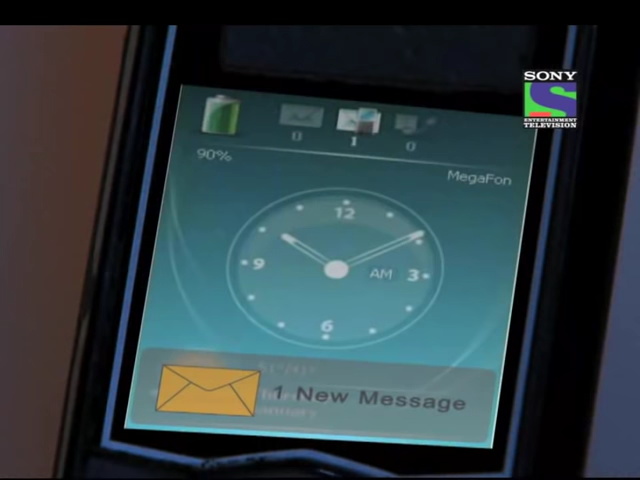 SONY
ENTERTAINMENT
TELEVISION
0
1
0
90%
MegaFon
12
9
AM
3
6
1 New Message